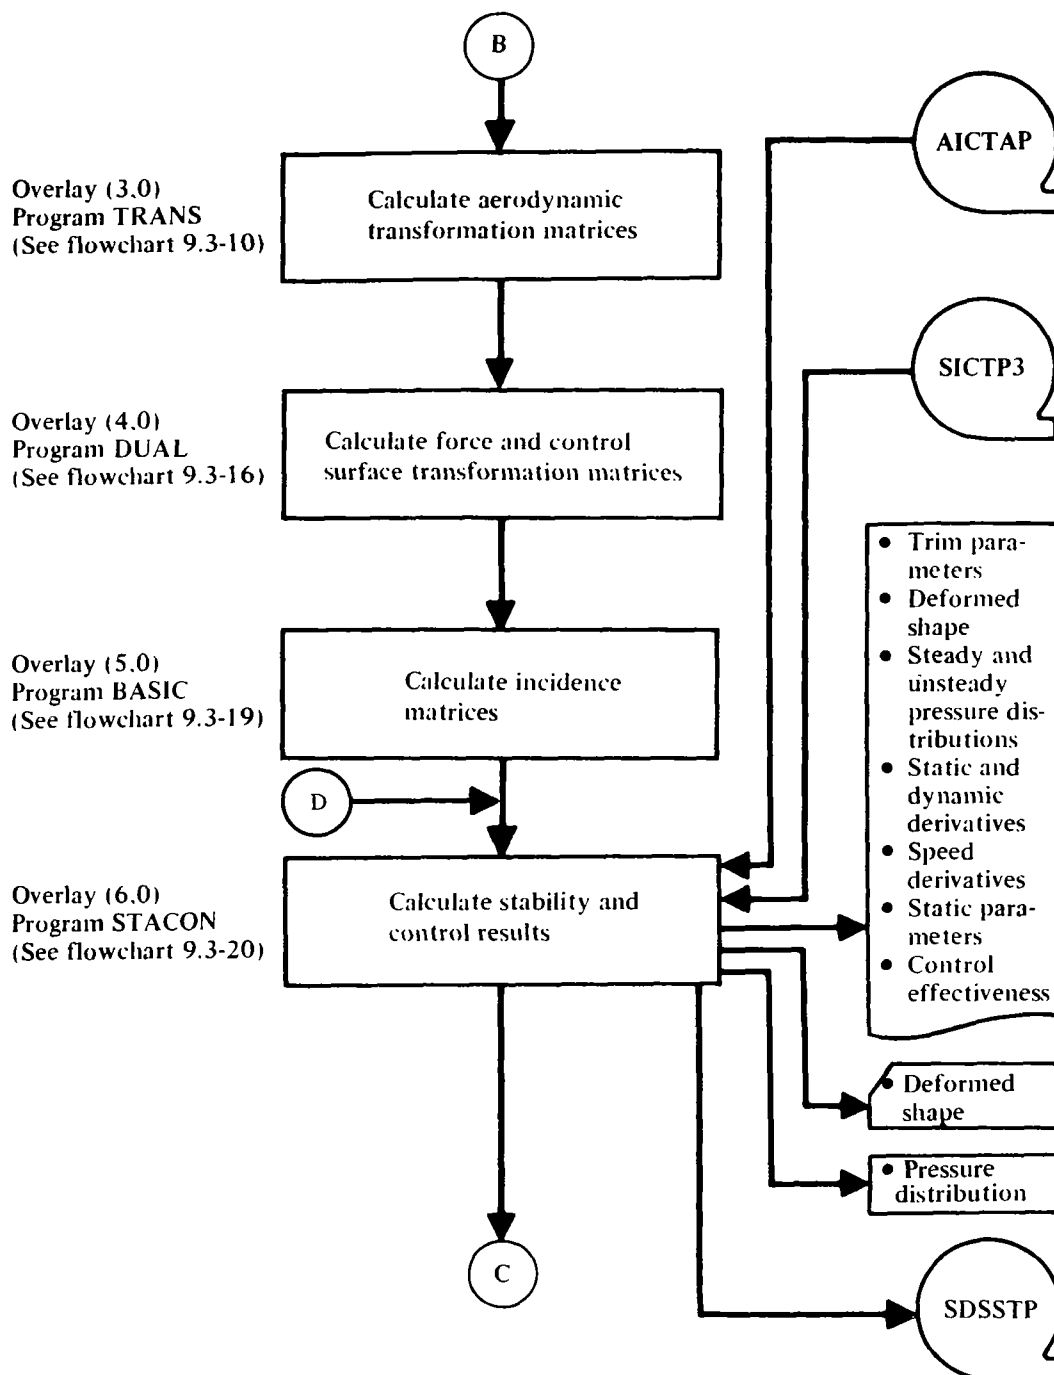 B
AICTAP
Overlay (3,0)
Program TRANS
(See flowchart 9.3-10)
Calculate aerodynamic
transformation matrices
SICTP3
Overlay (4,0)
Program DUAL
(See flowchart 9.3-16)
Calculate force and control
surface transformation matrices
• Trim para-
meters
• Deformed
shape
• Steady and
unsteady
pressure dis-
tributions
• Static and
dynamic
derivatives
• Speed
derivatives
• Static para-
meters
• Control
effectiveness
Overlay (5,0)
Program BASIC
(See flowchart 9.3-19)
Calculate incidence
matrices
D
Overlay (6,0)
Program STACON
(See flowchart 9.3-20)
Calculate stability and
control results
• Deformed
shape
• Pressure
distribution
C
SDSSTP